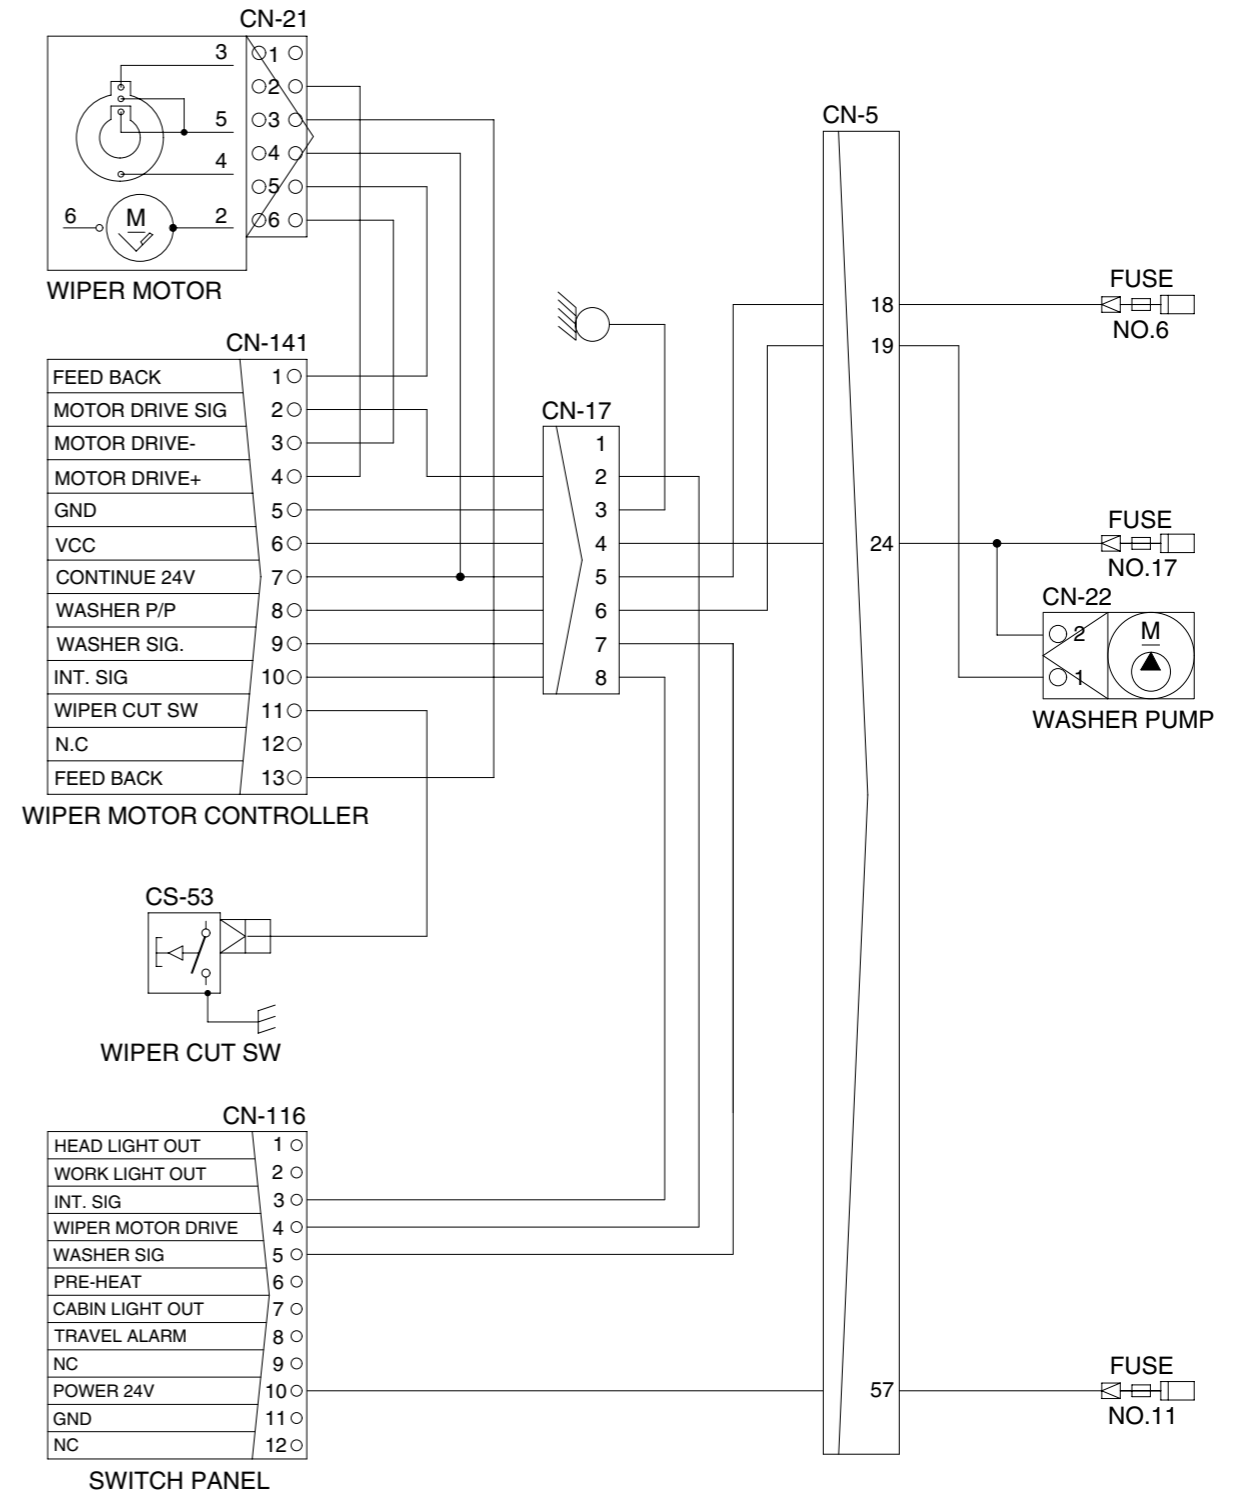 CN-21
3 1
2
5 3
4 4
5
6 M 2 6
WIPER MOTOR
CN-5
FUSE
18
NO.6
19
CN-141
FEED BACK 1
MOTOR DRIVE SIG 2
MOTOR DRIVE- 3
MOTOR DRIVE+ 4
GND 5
VCC 6
CONTINUE 24V 7
WASHER P/P 8
WASHER SIG. 9
INT. SIG 10
WIPER CUT SW 11
N.C 12
FEED BACK 13
WIPER MOTOR CONTROLLER
CN-17
1
2
3
4
5
6
7
8
FUSE
24
NO.17
CN-22
2 M
1
WASHER PUMP
CS-53
WIPER CUT SW
CN-116
HEAD LIGHT OUT 1
WORK LIGHT OUT 2
INT. SIG 3
WIPER MOTOR DRIVE 4
WASHER SIG 5
PRE-HEAT 6
CABIN LIGHT OUT 7
TRAVEL ALARM 8
NC 9
POWER 24V 10
GND 11
NC 12
SWITCH PANEL
FUSE
57
NO.11